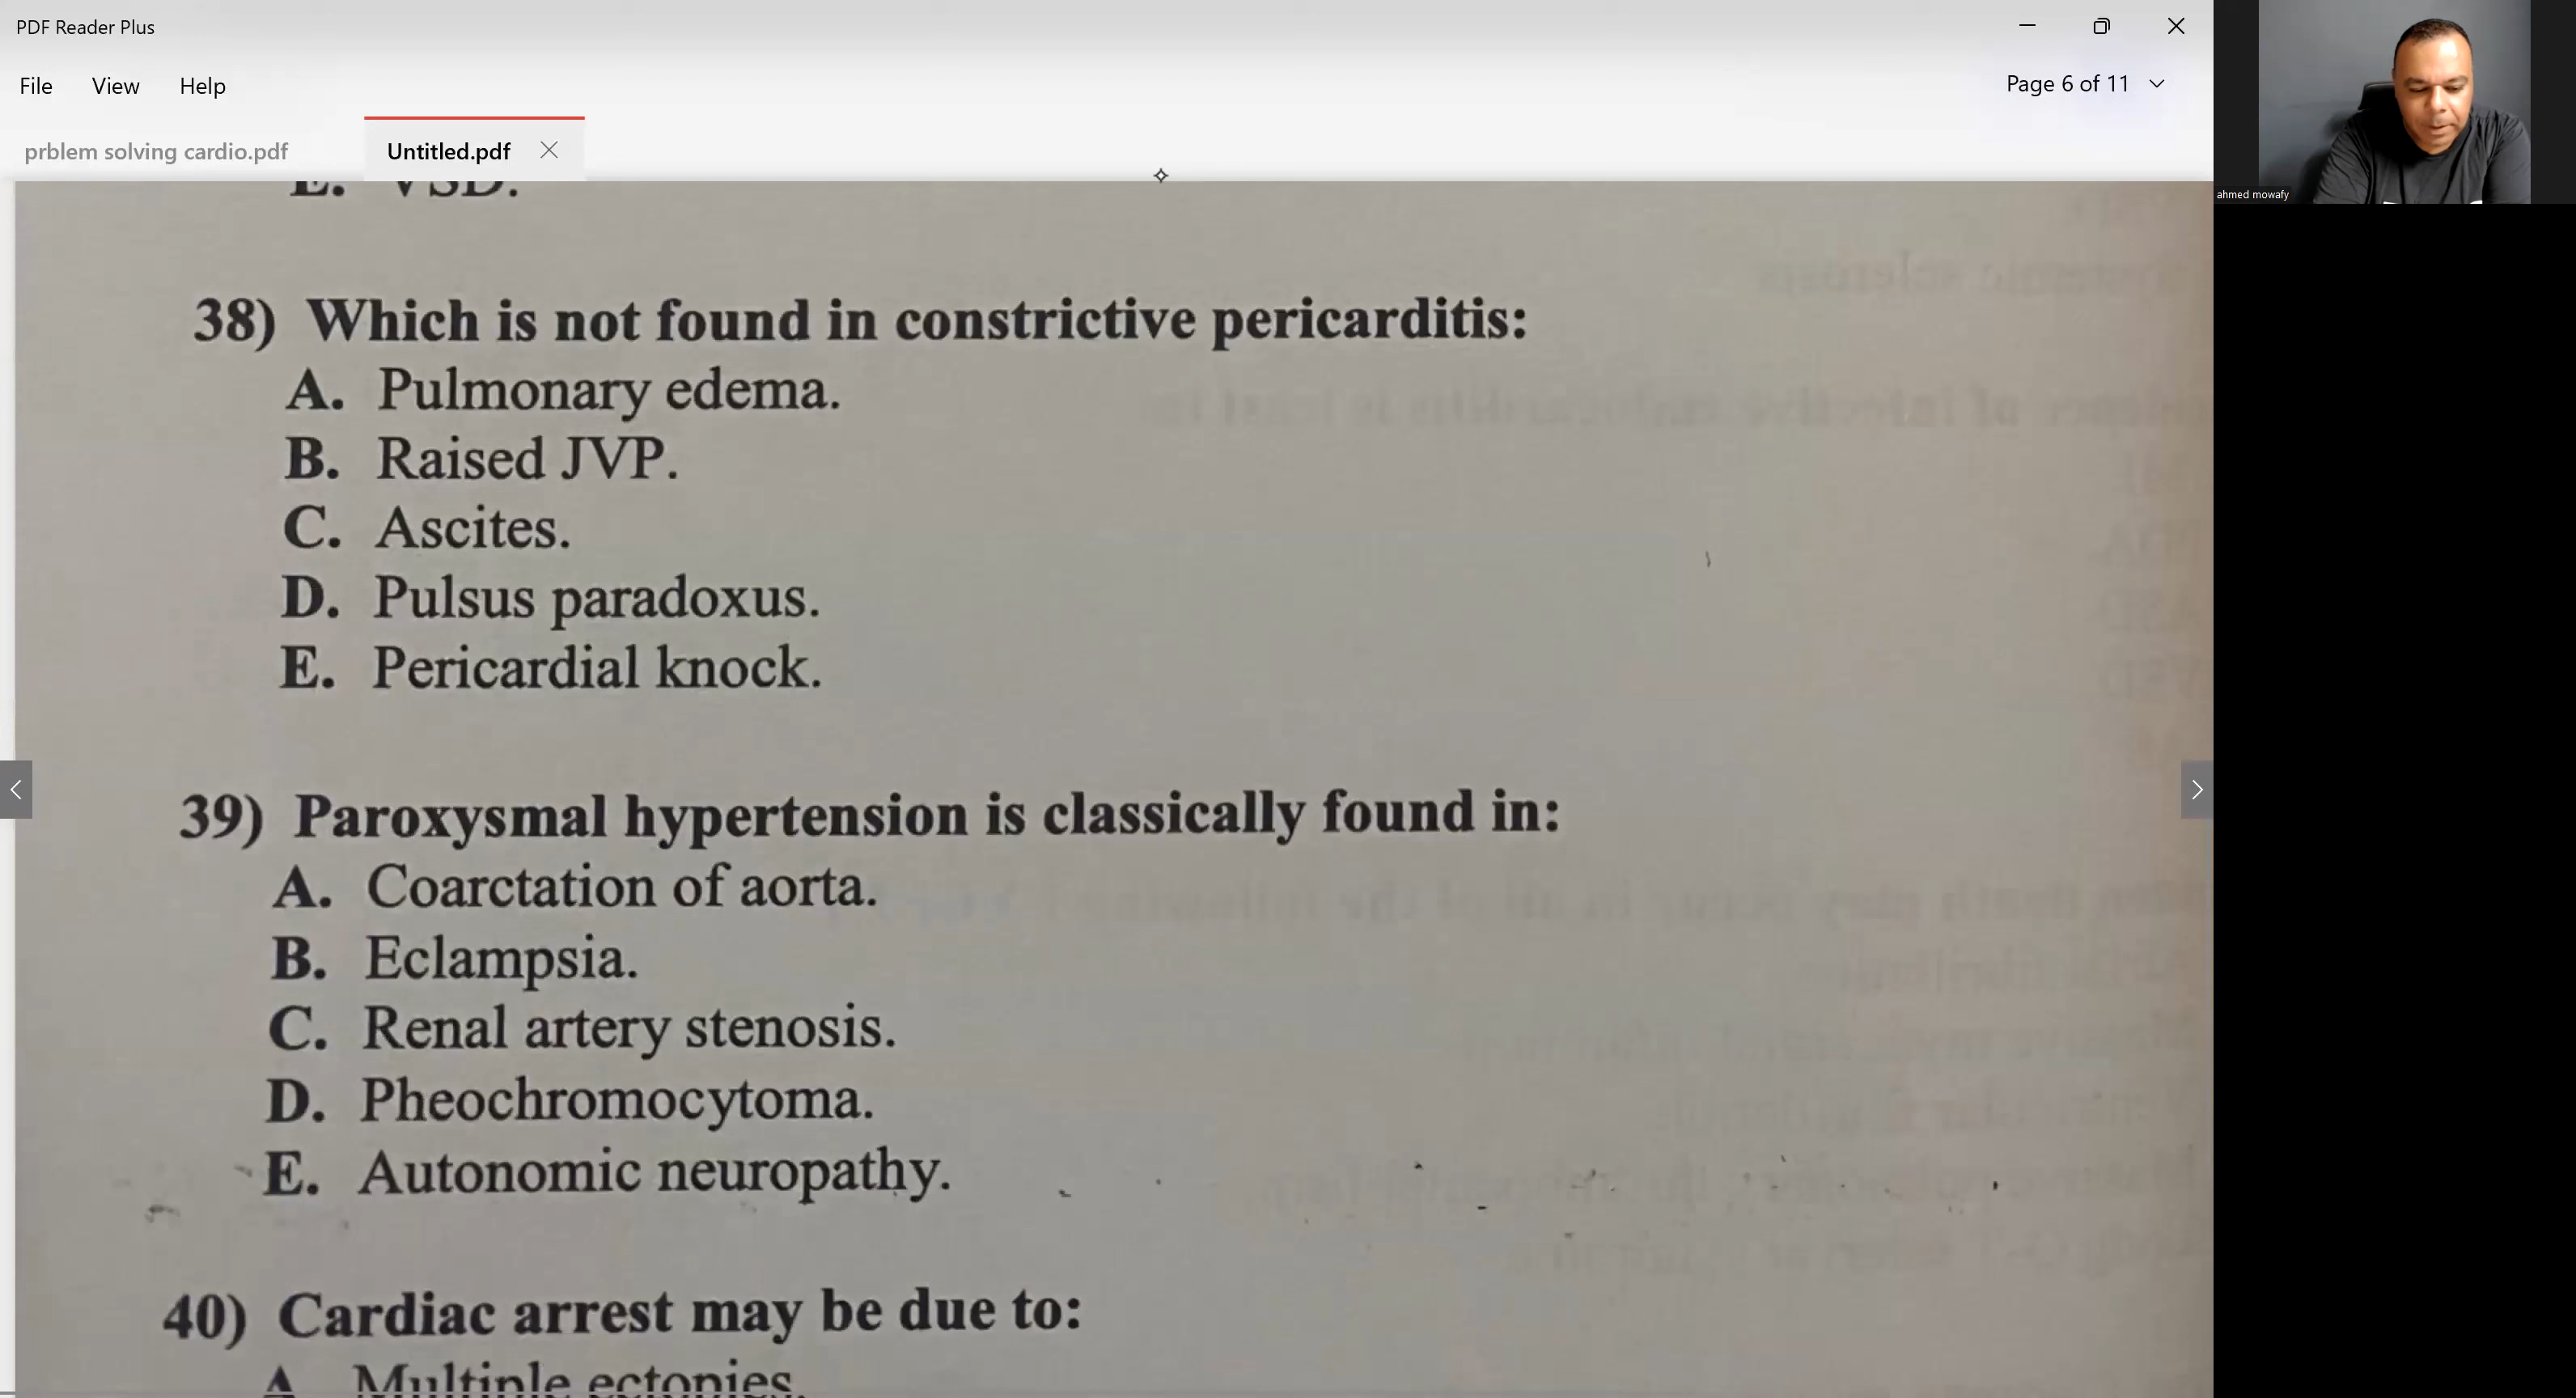 PDF Reader Plus
File View Help
Page 6 of 11
prblem solving cardio.pdf
Untitled.pdf
ahmed mowafy
E. VSD.
38) Which is not found in constrictive pericarditis:
A. Pulmonary edema.
B. Raised JVP.
C. Ascites.
D. Pulsus paradoxus.
E. Pericardial knock.
39) Paroxysmal hypertension is classically found in:
A. Coarctation of aorta.
B. Eclampsia.
C. Renal artery stenosis.
D. Pheochromocytoma.
E. Autonomic neuropathy.
40) Cardiac arrest may be due to:
A. Multiple ectopies.